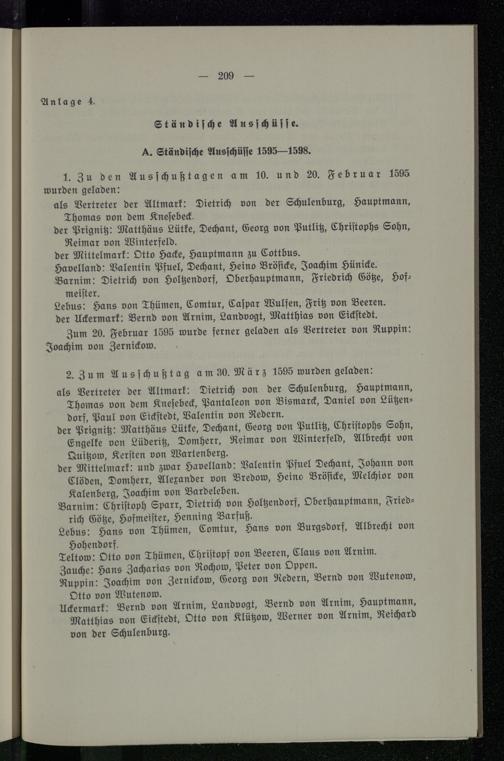 — 209 —
Anlage 4.
Ständische Ausschüsse.
A. Ständische Ausschüsse 1595—1598.
1. Zu den Ausschußtagen am 10. und 20. Februar 1595
wurden geladen:
als Vertreter der Altmark: Dietrich von der Schulenburg, Hauptmann,
Thomas von dem Knesebeck.
der Prignitz: Matthäus Lütke, Dechant, Georg von Putlitz, Christophs Sohn,
Reimar von Winterfeld.
der Mittelmark: Otto Hacke, Hauptmann zu Cottbus.
Havelland: Valentin Pfuel, Dechant, Heino Brösicke, Joachim Hünicke.
Barnim: Dietrich von Holtzendorf, Oberhauptmann, Friedrich Götze, Hof-
meister.
Lebus: Hans von Thümen, Comtur, Caspar Wulfen, Fritz von Beeren.
der Uckermark: Bernd von Arnim, Landvogt, Matthias von Eickstedt.
Zum 20. Februar 1595 wurde ferner geladen als Vertreter von Ruppin:
Joachim von Zernickow.
2. Zum Ausschußtag am 30. März 1595 wurden geladen:
als Vertreter der Altmark: Dietrich von der Schulenburg, Hauptmann,
Thomas von dem Knesebeck, Pantaleon von Bismarck, Daniel von Lützen-
dorf, Paul von Eickstedt, Valentin von Redern.
der Prignitz: Matthäus Lütke, Dechant, Georg von Putlitz, Christophs Sohn,
Engelke von Lüderitz, Domherr, Reimar von Winterfeld, Albrecht von
Quitzow, Kersten von Wartenberg.
der Mittelmark: und zwar Havelland: Valentin Pfuel Dechant, Johann von
Clöden, Domherr, Alexander von Bredow, Heino Brösicke, Melchior von
Kalenberg, Joachim von Bardeleben.
Barnim: Christoph Sparr, Dietrich von Holtzendorf, Oberhauptmann, Fried-
rich Götze, Hofmeister, Henning Barfuß.
Lebus: Hans von Thümen, Comtur, Hans von Burgsdorf, Albrecht von
Hohendorf.
Teltow: Otto von Thümen, Christoph von Beeren, Claus von Arnim.
Zauche: Hans Zacharias von Rochow, Peter von Oppen.
Ruppin: Joachim von Zernickow, Georg von Redern, Bernd von Wutenow,
Otto von Wutenow.
Uckermark: Bernd von Arnim, Landvogt, Bernd von Arnim, Hauptmann,
Matthias von Eickstedt, Otto von Klützow, Werner von Arnim, Reichard
von der Schulenburg.